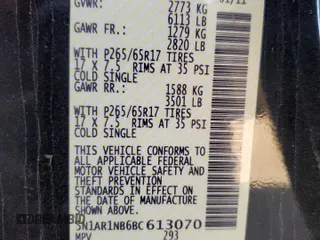 GVWR: 2773 KG
6113 LB
GAWR FR.: 1279 KG
2820 LB
WITH P265/65R17 TIRES
17 X 7.5 RIMS AT 35 PSI
COLD SINGLE
GAWR RR.: 1588 KG
3501 LB
WITH P265/65R17 TIRES
17 X 7.5 RIMS AT 35 PSI
COLD SINGLE
THIS VEHICLE CONFORMS TO
ALL APPLICABLE FEDERAL
MOTOR VEHICLE SAFETY
STANDARDS IN EFFECT ON
THE DATE OF MANUFACTURE
SHOWN ABOVE.
5N1AR1NB6BC613070
MPV 293